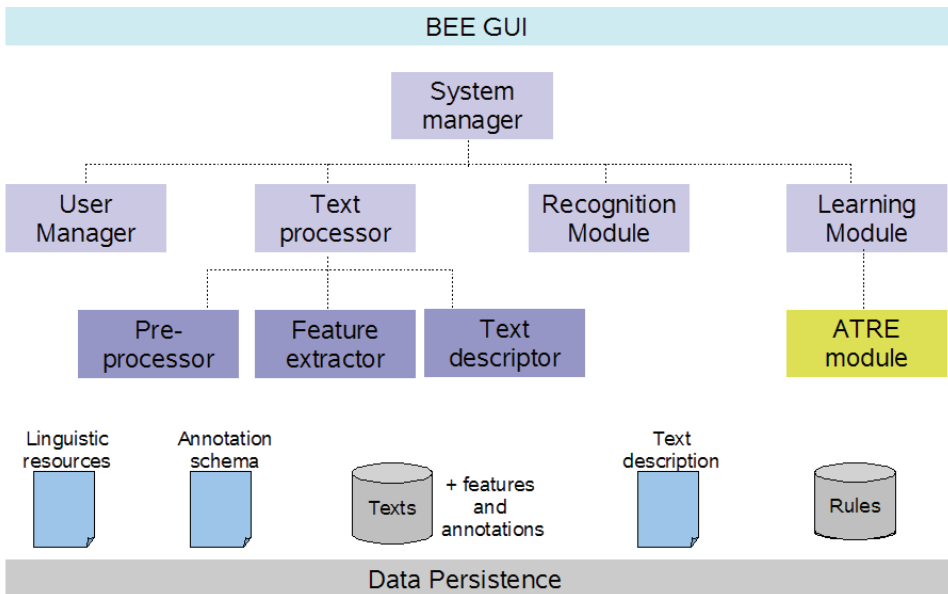 BEE GUI
System
manager
User
Manager
Text
processor
Recognition
Module
Learning
Module
Pre-
processor
Feature
extractor
Text
descriptor
ATRE
module
Linguistic
resources
Annotation
schema
Texts
+ features
and
annotations
Text
description
Rules
Data Persistence